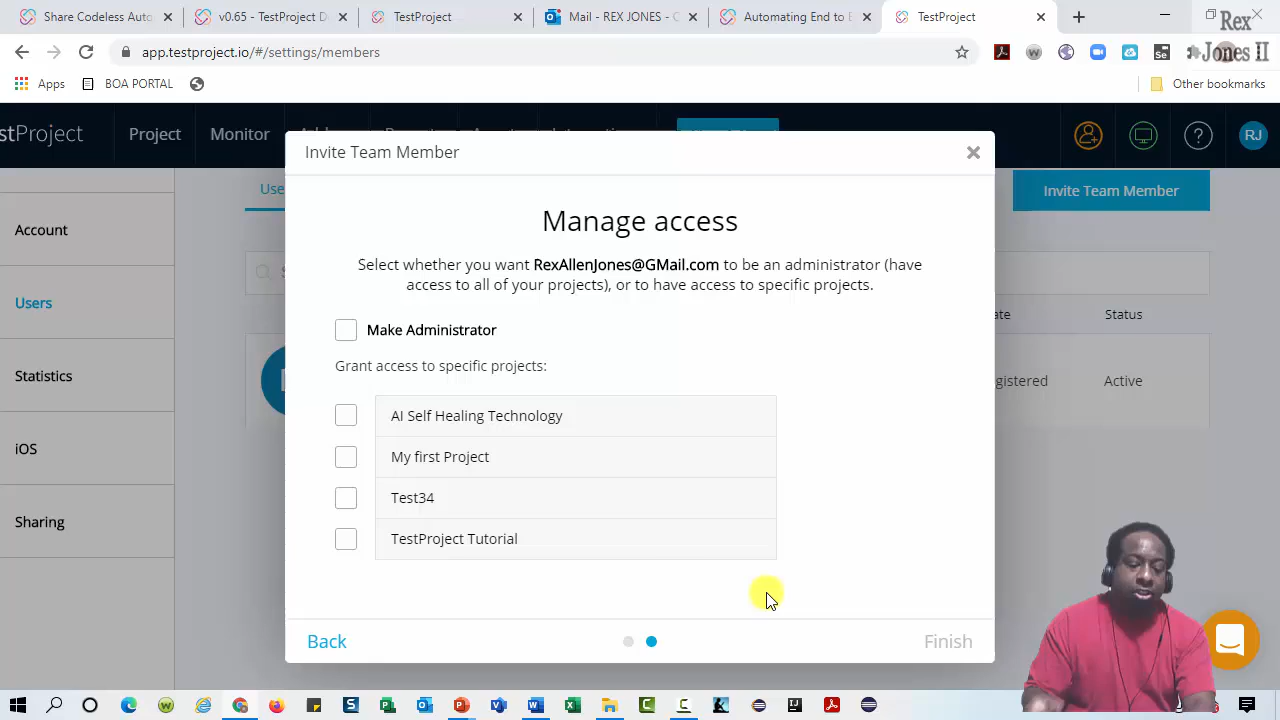 Share Codeless Auto
v0.65 - TestProject De
TestProject
Mail - REX JONES - O
Automating End to E
TestProject
Rex
Jones II
app.testproject.io/#/settings/members
Apps
BOA PORTAL
Other bookmarks
stProject
Project
Monitor
RJ
Invite Team Member
Use
Invite Team Member
Manage access
Account
Select whether you want RexAllenJones@GMail.com to be an administrator (have
access to all of your projects), or to have access to specific projects.
Users
ate
Status
Make Administrator
Grant access to specific projects:
Statistics
gistered
Active
AI Self Healing Technology
iOS
My first Project
Test34
Sharing
TestProject Tutorial
Back
Finish